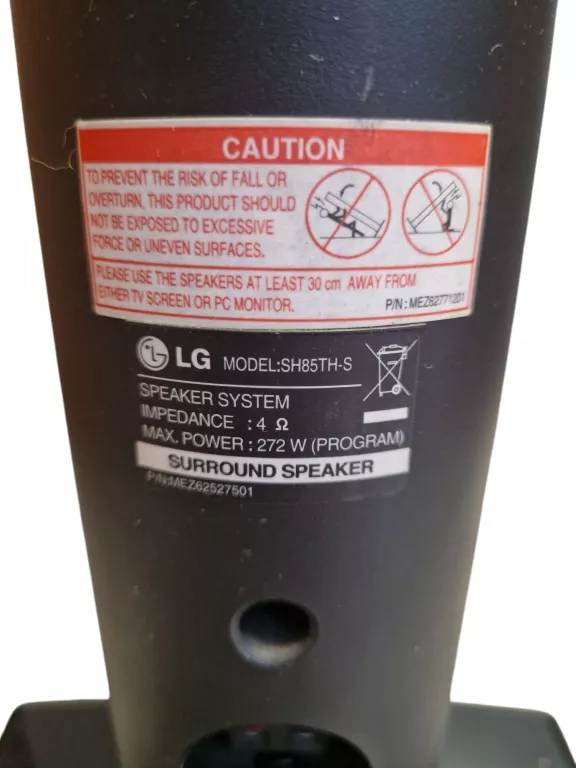 CAUTION
TO PREVENT THE RISK OF FALL OR
OVERTURN, THIS PRODUCT SHOULD
NOT BE EXPOSED TO EXCESSIVE
FORCE OR UNEVEN SURFACES.
PLEASE USE THE SPEAKERS AT LEAST 30 cm AWAY FROM
EITHER TV SCREEN OR PC MONITOR.
P/N: MEZ62771201
LG MODEL:SH85TH-S
SPEAKER SYSTEM
IMPEDANCE : 4 Ω
MAX. POWER : 272 W (PROGRAM)
SURROUND SPEAKER
P/N:MEZ62527501